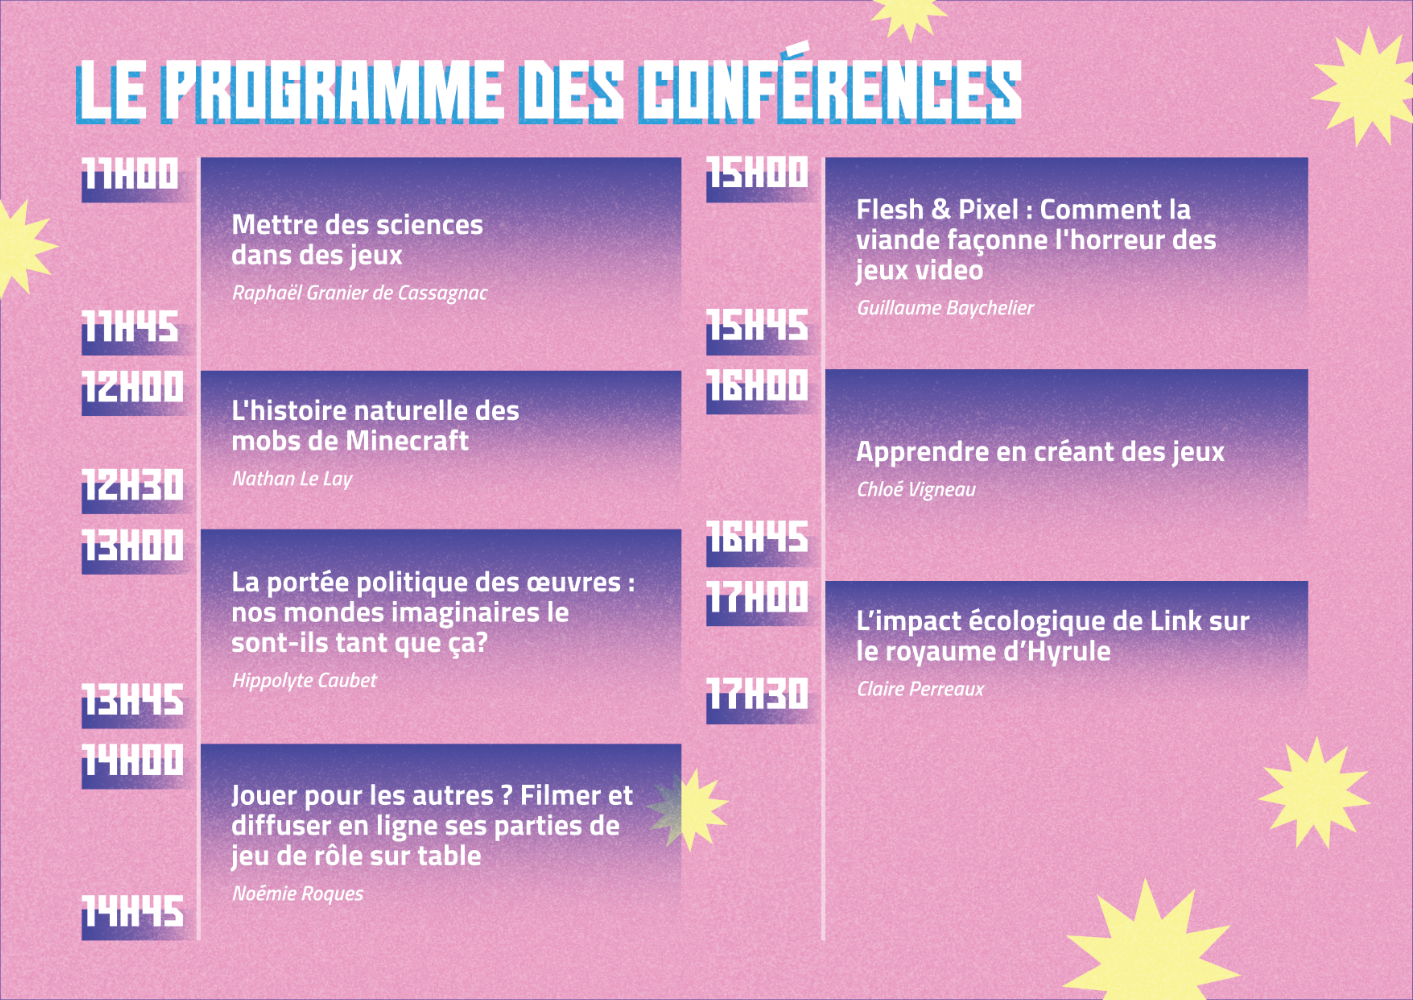 LE PROGRAMME DES CONFÉRENCES
11H00
Mettre des sciences
dans des jeux
Raphaël Granier de Cassagnac
11H45
12H00
L'histoire naturelle des
mobs de Minecraft
Nathan Le Lay
12H30
13H00
La portée politique des œuvres :
nos mondes imaginaires le
sont-ils tant que ça?
Hippolyte Caubet
13H45
14H00
Jouer pour les autres ? Filmer et
diffuser en ligne ses parties de
jeu de rôle sur table
Noémie Roques
14H45
15H00
Flesh & Pixel : Comment la
viande façonne l'horreur des
jeux video
Guillaume Baychelier
15H45
16H00
Apprendre en créant des jeux
Chloé Vigneau
16H45
17H00
L’impact écologique de Link sur
le royaume d’Hyrule
Claire Perreaux
17H30